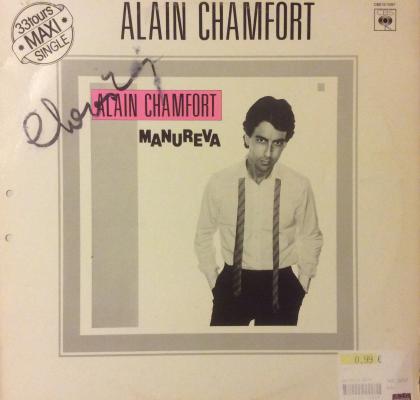 33 tours
MAXI
SINGLE
ALAIN CHAMFORT
CBS
ALAIN CHAMFORT
MANUREVA
0,99 €